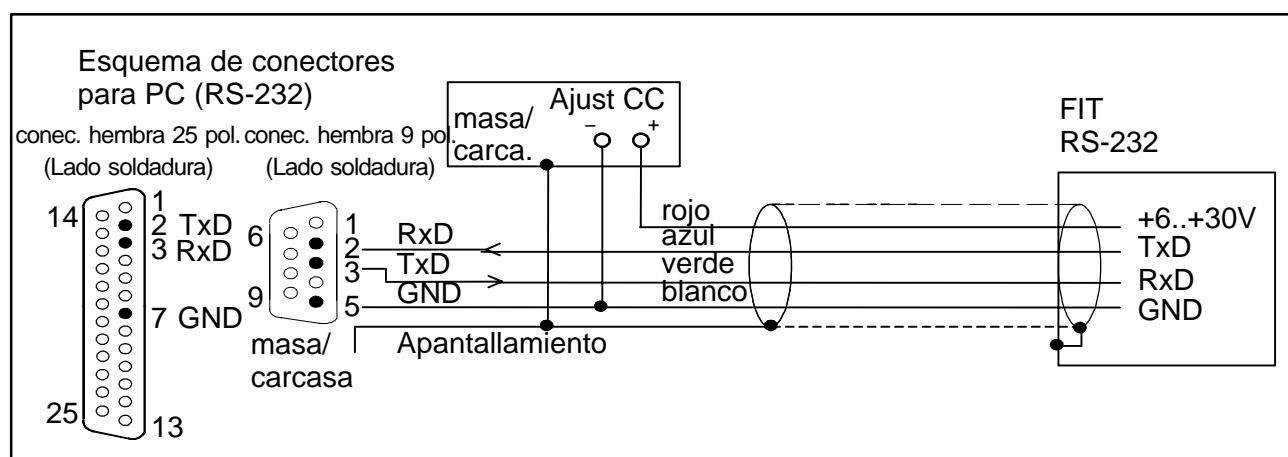 Esquema de conectores
para PC (RS-232)
conec. hembra 25 pol. conec. hembra 9 pol.
(Lado soldadura) (Lado soldadura)
14
1
2 TxD
3 RxD
7 GND
25
13
6
1
2
3
9
5
masa/
carcasa
RxD
TxD
GND
Apantallamiento
Ajust CC
masa/
carca.
− +
rojo
azul
verde
blanco
FIT
RS-232
+6..+30V
TxD
RxD
GND